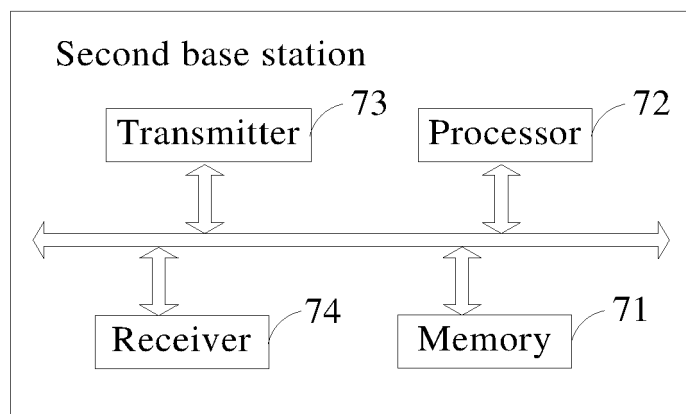 Second base station
73
72
Transmitter
Processor
74
71
Receiver
Memory